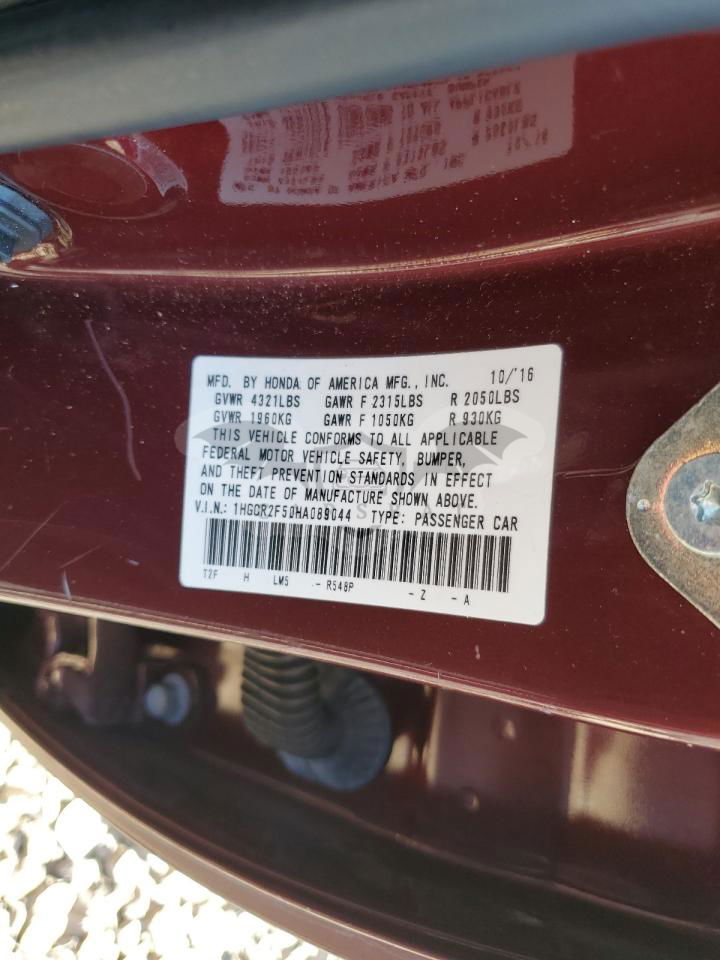 MFD. BY HONDA OF AMERICA MFG., INC. 10/'16
GVWR 4321LBS GAWR F 2315LBS R 2050LBS
GVWR 1960KG GAWR F 1050KG R 930KG
THIS VEHICLE CONFORMS TO ALL APPLICABLE
FEDERAL MOTOR VEHICLE SAFETY, BUMPER,
AND THEFT PREVENTION STANDARDS IN EFFECT
ON THE DATE OF MANUFACTURE SHOWN ABOVE.
V.I.N.: 1HGCR2F50HA089044 TYPE: PASSENGER CAR
T2F H LM5 - R548P - Z - A